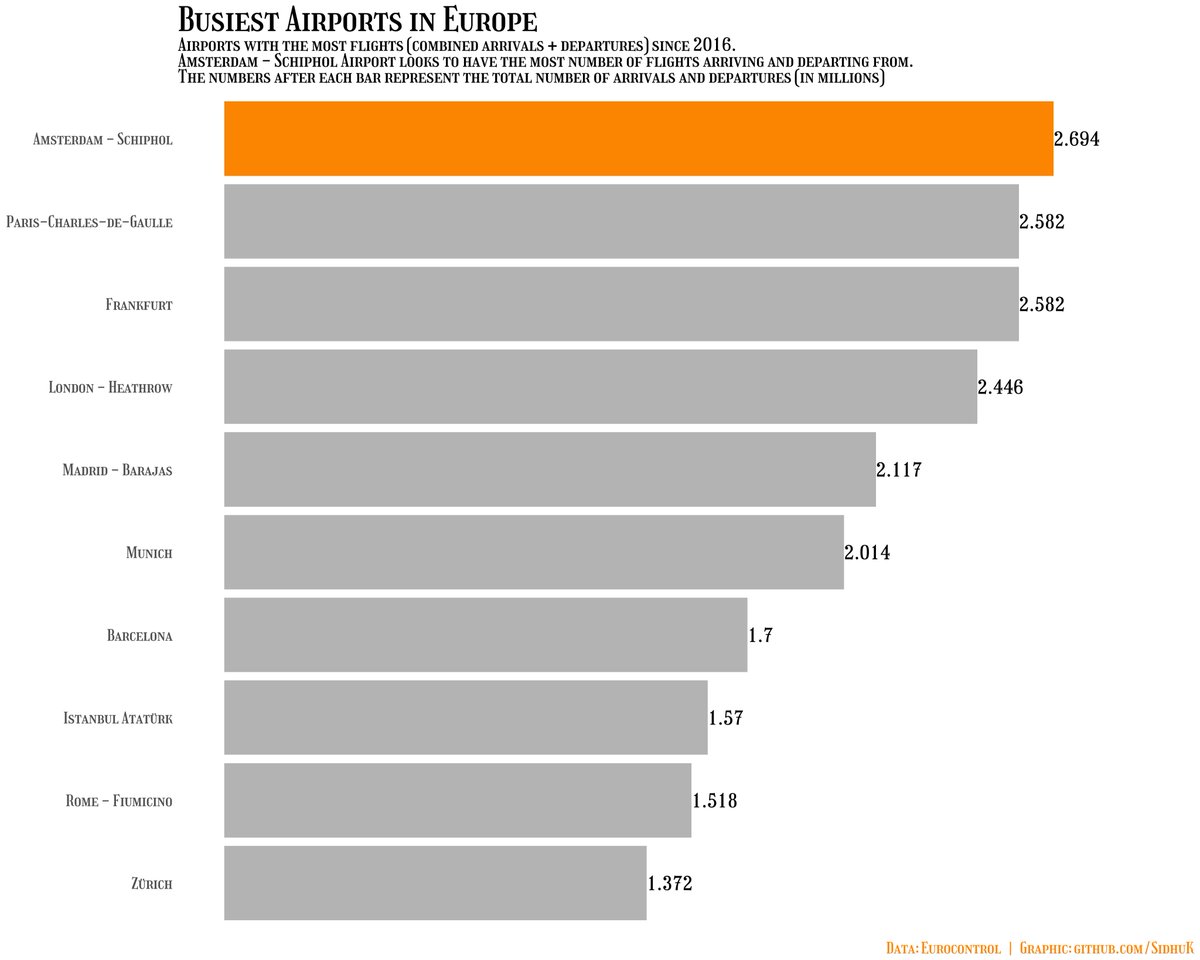 Busiest Airports in Europe
Airports with the most flights (combined arrivals + departures) since 2016.
Amsterdam - Schiphol Airport looks to have the most number of flights arriving and departing from.
The numbers after each bar represent the total number of arrivals and departures (in millions)
Amsterdam - Schiphol 2.694
Paris-Charles-de-Gaulle 2.582
Frankfurt 2.582
London - Heathrow 2.446
Madrid - Barajas 2.117
Munich 2.014
Barcelona 1.7
Istanbul Atatürk 1.57
Rome - Fiumicino 1.518
Zürich 1.372
Data: Eurocontrol | Graphic: github.com/SidhuK